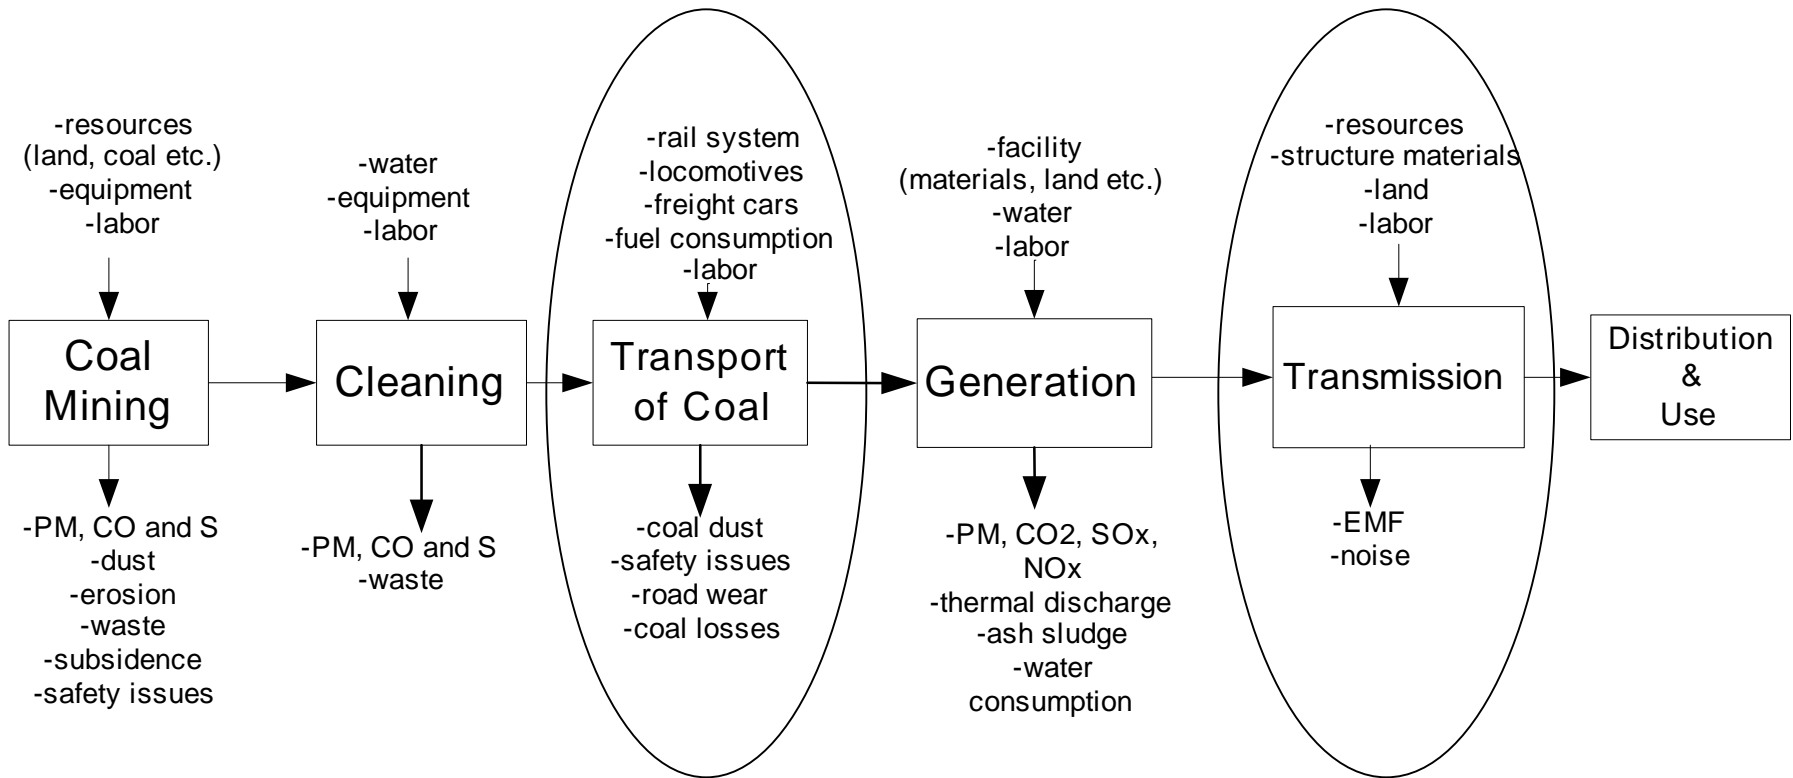 -resources
(land, coal etc.)
-equipment
-labor
Coal
Mining
-PM, CO and S
-dust
-erosion
-waste
-subsidence
-safety issues
-water
-equipment
-labor
Cleaning
-PM, CO and S
-waste
-rail system
-locomotives
-freight cars
-fuel consumption
-labor
Transport
of Coal
-coal dust
-safety issues
-road wear
-coal losses
-facility
(materials, land etc.)
-water
-labor
Generation
-PM, CO2, SOx,
NOx
-thermal discharge
-ash sludge
-water
consumption
-resources
-structure materials
-land
-labor
Transmission
-EMF
-noise
Distribution
&
Use